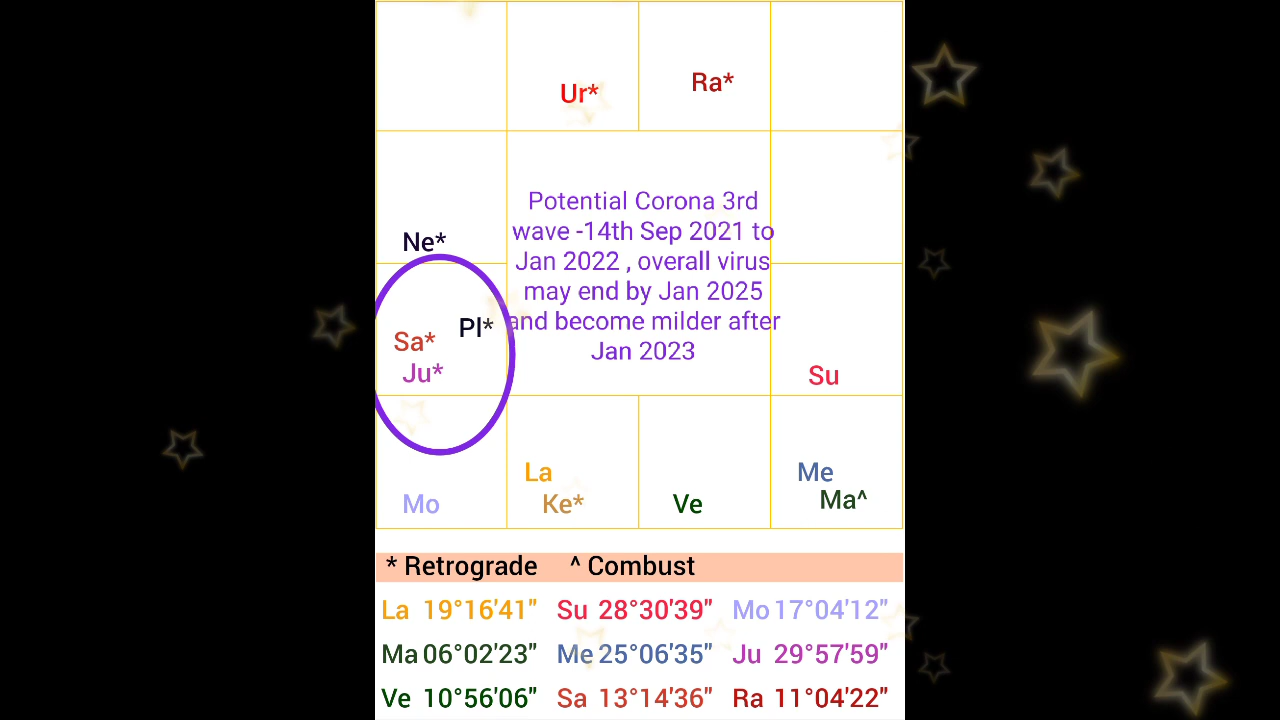 Ur*
Ra*
Ne*
Potential Corona 3rd
wave -14th Sep 2021 to
Jan 2022 , overall virus
may end by Jan 2025
and become milder after
Jan 2023
Sa*
Pl*
Ju*
Su
Mo
La
Ke*
Ve
Me
Ma^
* Retrograde ^ Combust
La 19°16'41" Su 28°30'39" Mo 17°04'12"
Ma 06°02'23" Me 25°06'35" Ju 29°57'59"
Ve 10°56'06" Sa 13°14'36" Ra 11°04'22"